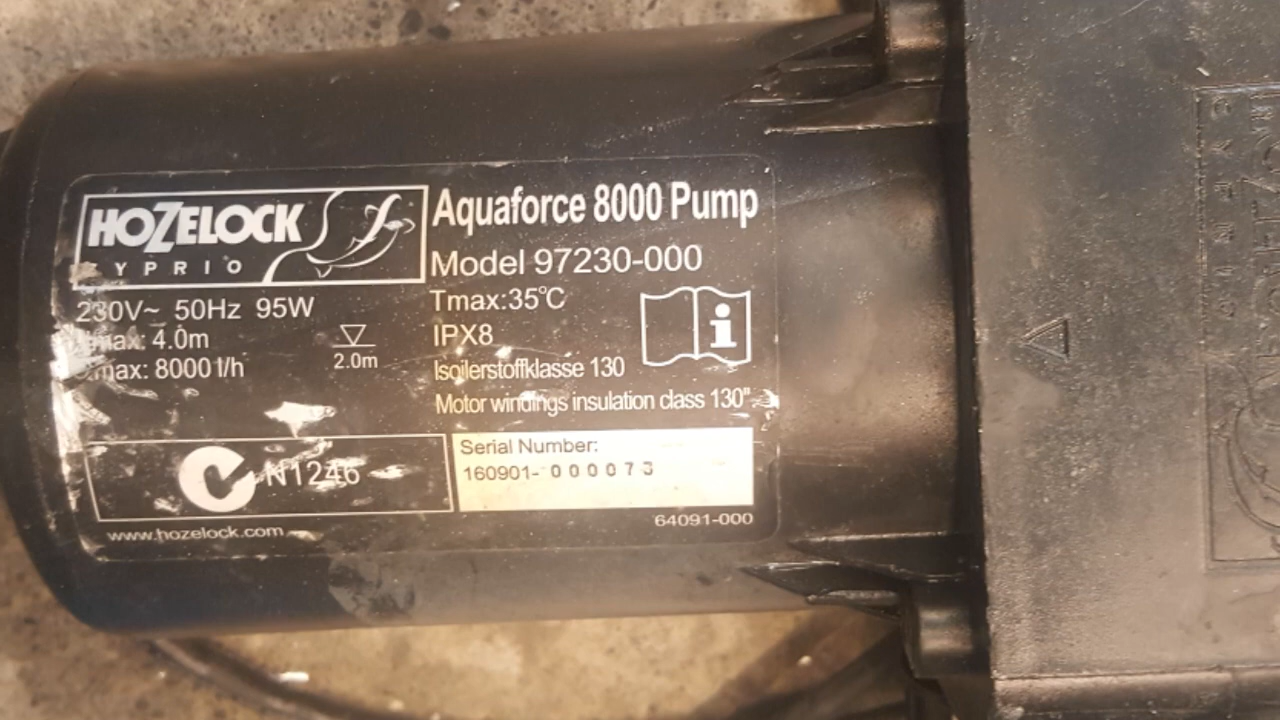 HOZELOCK
YPRIO
Aquaforce 8000 Pump
Model 97230-000
230V~ 50Hz 95W
max: 4.0m
max: 8000 l/h
2.0m
Tmax:35°C
IPX8
Isoilerstoffklasse 130
Motor windings insulation class 130"
N1246
Serial Number:
160901- 000073
www.hozelock.com
64091-000
HOZELOCK